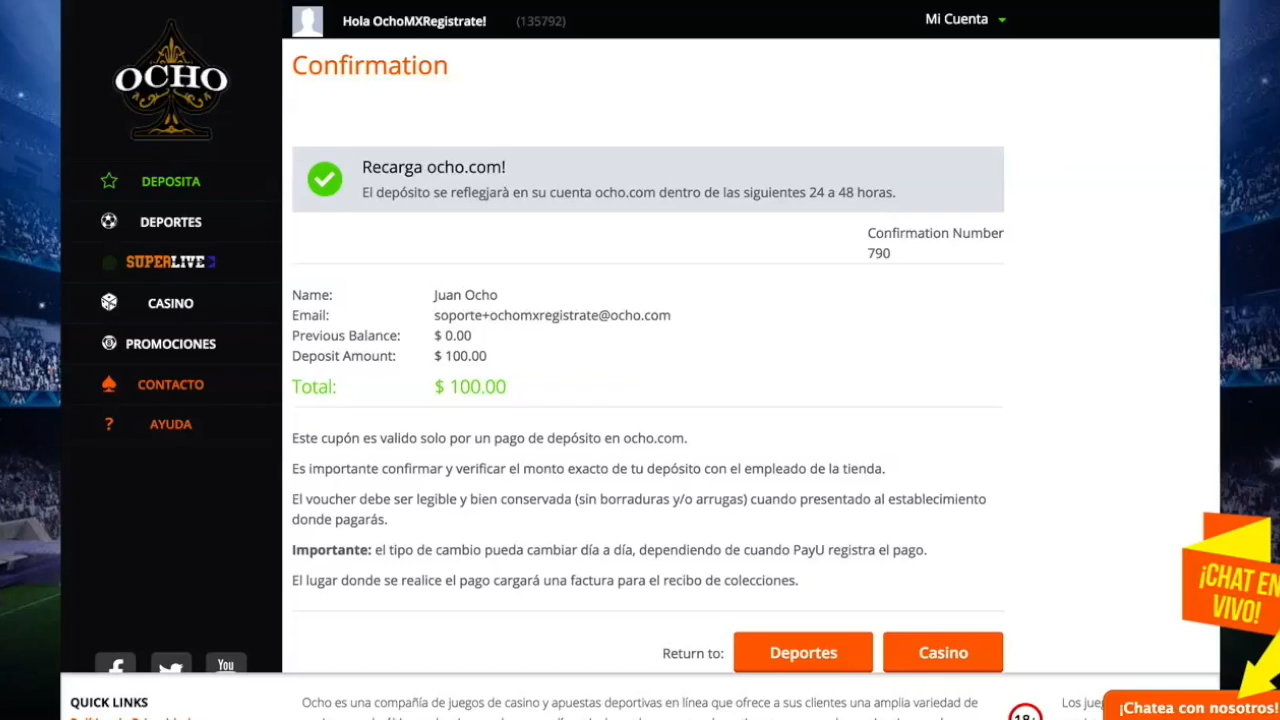 Hola OchoMXRegistrate! (135792) Mi Cuenta
OCHO
DEPOSITA
DEPORTES
SUPERLIVE
CASINO
PROMOCIONES
CONTACTO
AYUDA
Confirmation
Recarga ocho.com!
El depósito se reflegjarà en su cuenta ocho.com dentro de las siguientes 24 a 48 horas.
Confirmation Number
790
Name: Juan Ocho
Email: soporte+ochomxregistrate@ocho.com
Previous Balance: $ 0.00
Deposit Amount: $ 100.00
Total: $ 100.00
Este cupón es valido solo por un pago de depósito en ocho.com.
Es importante confirmar y verificar el monto exacto de tu depósito con el empleado de la tienda.
El voucher debe ser legible y bien conservada (sin borraduras y/o arrugas) cuando presentado al establecimiento
donde pagarás.
Importante: el tipo de cambio pueda cambiar día a día, dependiendo de cuando PayU registra el pago.
El lugar donde se realice el pago cargará una factura para el recibo de colecciones.
Return to: Deportes Casino
¡CHAT EN
VIVO!
You
QUICK LINKS
Ocho es una compañía de juegos de casino y apuestas deportivas en línea que ofrece a sus clientes una amplia variedad de
18+
Los jueg
¡Chatea con nosotros!